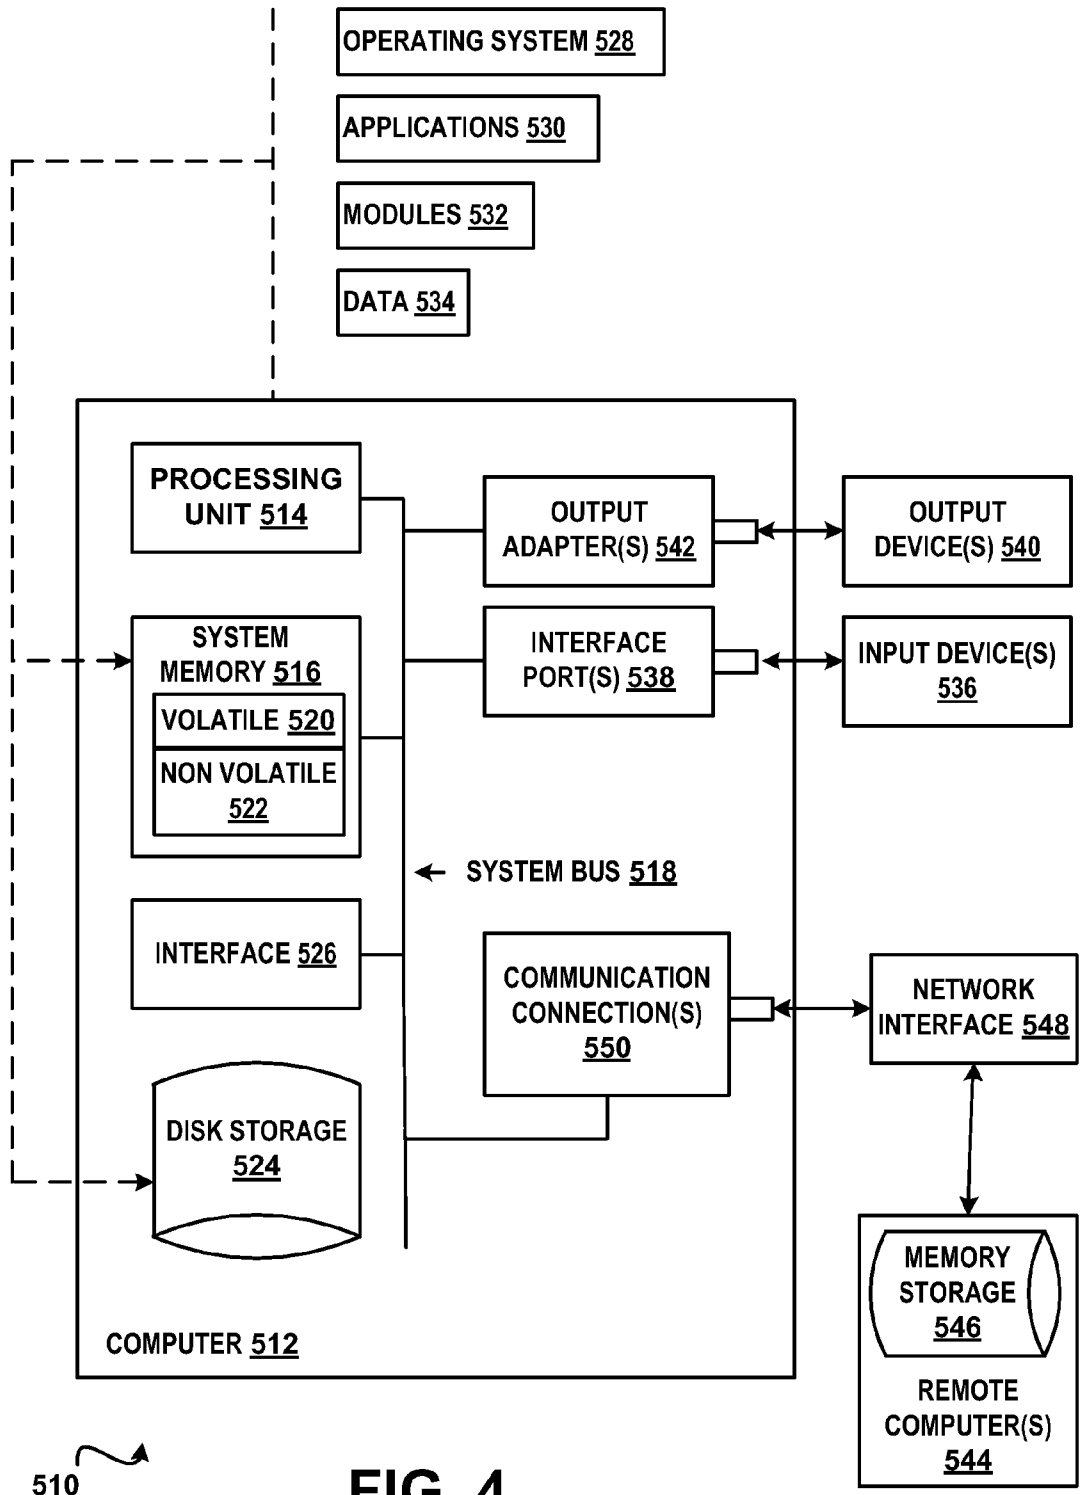 OPERATING SYSTEM 528
APPLICATIONS 530
MODULES 532
DATA 534
PROCESSING
UNIT 514
OUTPUT
ADAPTER(S) 542
OUTPUT
DEVICE(S) 540
SYSTEM
MEMORY 516
VOLATILE 520
NON VOLATILE
522
INTERFACE
PORT(S) 538
INPUT DEVICE(S)
536
SYSTEM BUS 518
INTERFACE 526
COMMUNICATION
CONNECTION(S)
550
NETWORK
INTERFACE 548
DISK STORAGE
524
MEMORY
STORAGE
546
REMOTE
COMPUTER(S)
544
COMPUTER 512
510
FIG. 4